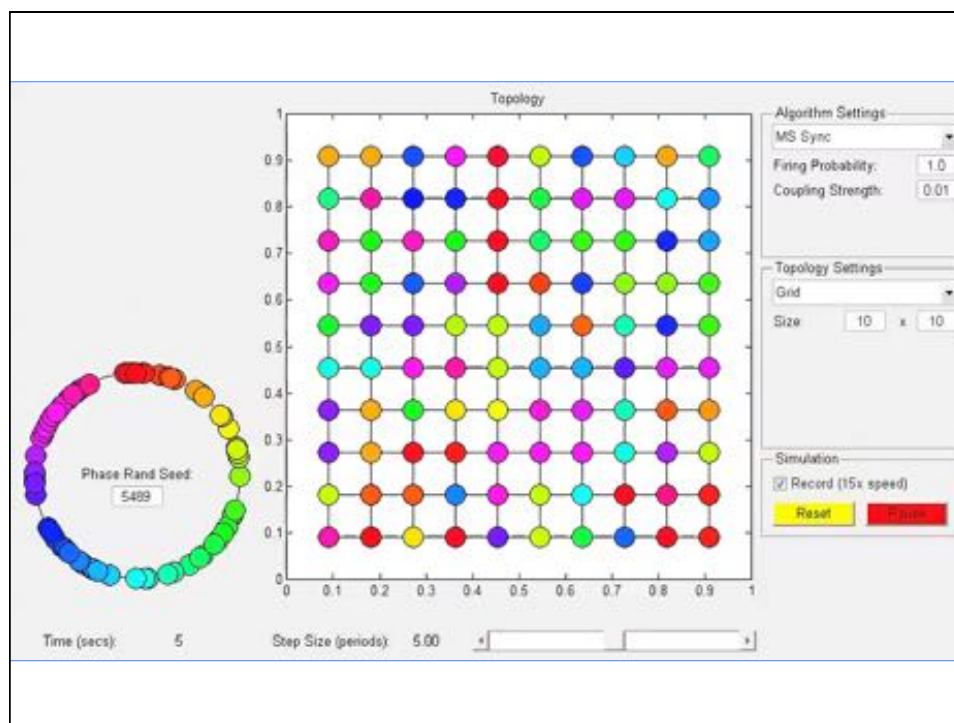 Topology
1
0.9
0.8
0.7
0.6
0.5
0.4
0.3
0.2
0.1
0
0 0.1 0.2 0.3 0.4 0.5 0.6 0.7 0.8 0.9 1
Phase Rand Seed:
5489
Time (secs): 5
Step Size (periods): 5.00
Algorithm Settings
MS Sync
Firing Probability: 1.0
Coupling Strength: 0.01
Topology Settings
Grid
Size: 10 x 10
Simulation
Record (15x speed)
Reset Pause